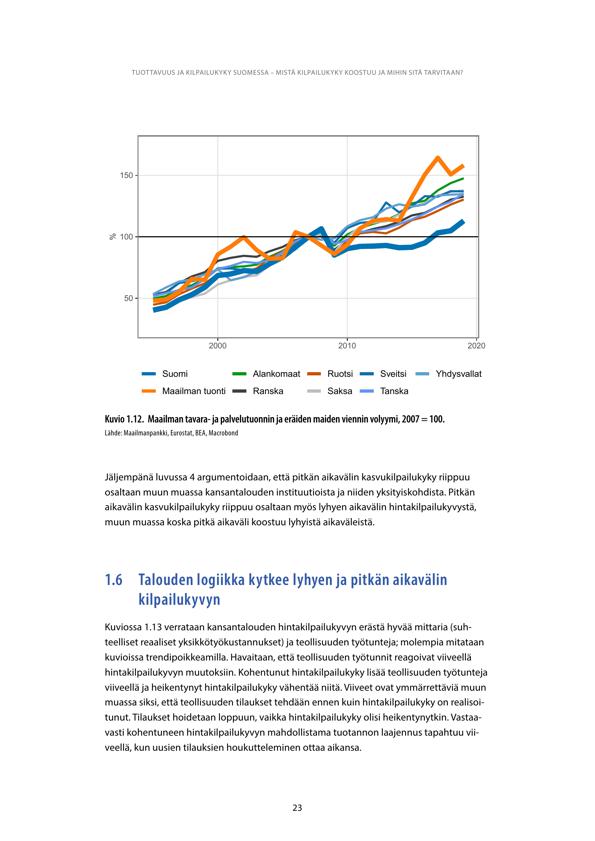 TUOTTAVUUS JA KILPAILUKYKY SUOMESSA – MISTÄ KILPAILUKYKY KOOSTUU JA MIHIN SITÄ TARVITAAN?
150
100
50
%
2000 2010 2020
Suomi Alankomaat Ruotsi Sveitsi Yhdysvallat
Maailman tuonti Ranska Saksa Tanska
Kuvio 1.12. Maailman tavara- ja palvelutuonnin ja eräiden maiden viennin volyymi, 2007 = 100.
Lähde: Maailmanpankki, Eurostat, BEA, Macrobond
Jäljempänä luvussa 4 argumentoidaan, että pitkän aikavälin kasvukilpailukyky riippuu
osaltaan muun muassa kansantalouden instituutioista ja niiden yksityiskohdista. Pitkän
aikavälin kasvukilpailukyky riippuu osaltaan myös lyhyen aikavälin hintakilpailukyvystä,
muun muassa koska pitkä aikaväli koostuu lyhyistä aikaväleistä.
1.6 Talouden logiikka kytkee lyhyen ja pitkän aikavälin
kilpailukyvyn
Kuviossa 1.13 verrataan kansantalouden hintakilpailukyvyn erästä hyvää mittaria (suh-
teelliset reaaliset yksikkötyökustannukset) ja teollisuuden työtunteja; molempia mitataan
kuvioissa trendipoikkeamilla. Havaitaan, että teollisuuden työtunnit reagoivat viiveellä
hintakilpailukyvyn muutoksiin. Kohentunut hintakilpailukyky lisää teollisuuden työtunteja
viiveellä ja heikentynyt hintakilpailukyky vähentää niitä. Viiveet ovat ymmärrettäviä muun
muassa siksi, että teollisuuden tilaukset tehdään ennen kuin hintakilpailukyky on realisoi-
tunut. Tilaukset hoidetaan loppuun, vaikka hintakilpailukyky olisi heikentynytkin. Vastaa-
vasti kohentuneen hintakilpailukyvyn mahdollistama tuotannon laajennus tapahtuu vii-
veellä, kun uusien tilauksien houkutteleminen ottaa aikansa.
23